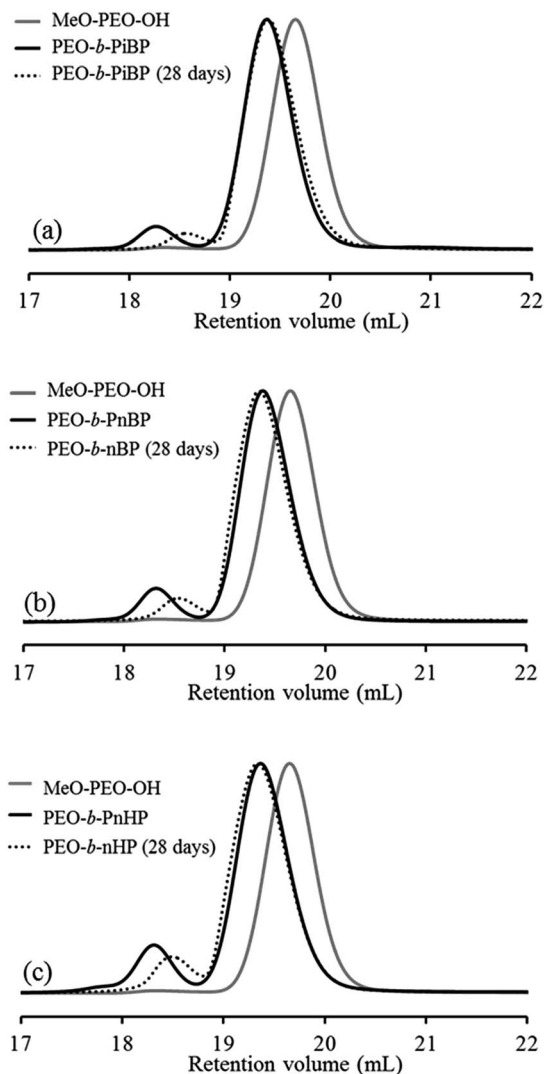 MeO-PEO-OH
PEO-b-PiBP
PEO-b-PiBP (28 days)
(a)
17 18 19 20 21 22
Retention volume (mL)
MeO-PEO-OH
PEO-b-PnBP
PEO-b-nBP (28 days)
(b)
17 18 19 20 21 22
Retention volume (mL)
MeO-PEO-OH
PEO-b-PnHP
PEO-b-nHP (28 days)
(c)
17 18 19 20 21 22
Retention volume (mL)